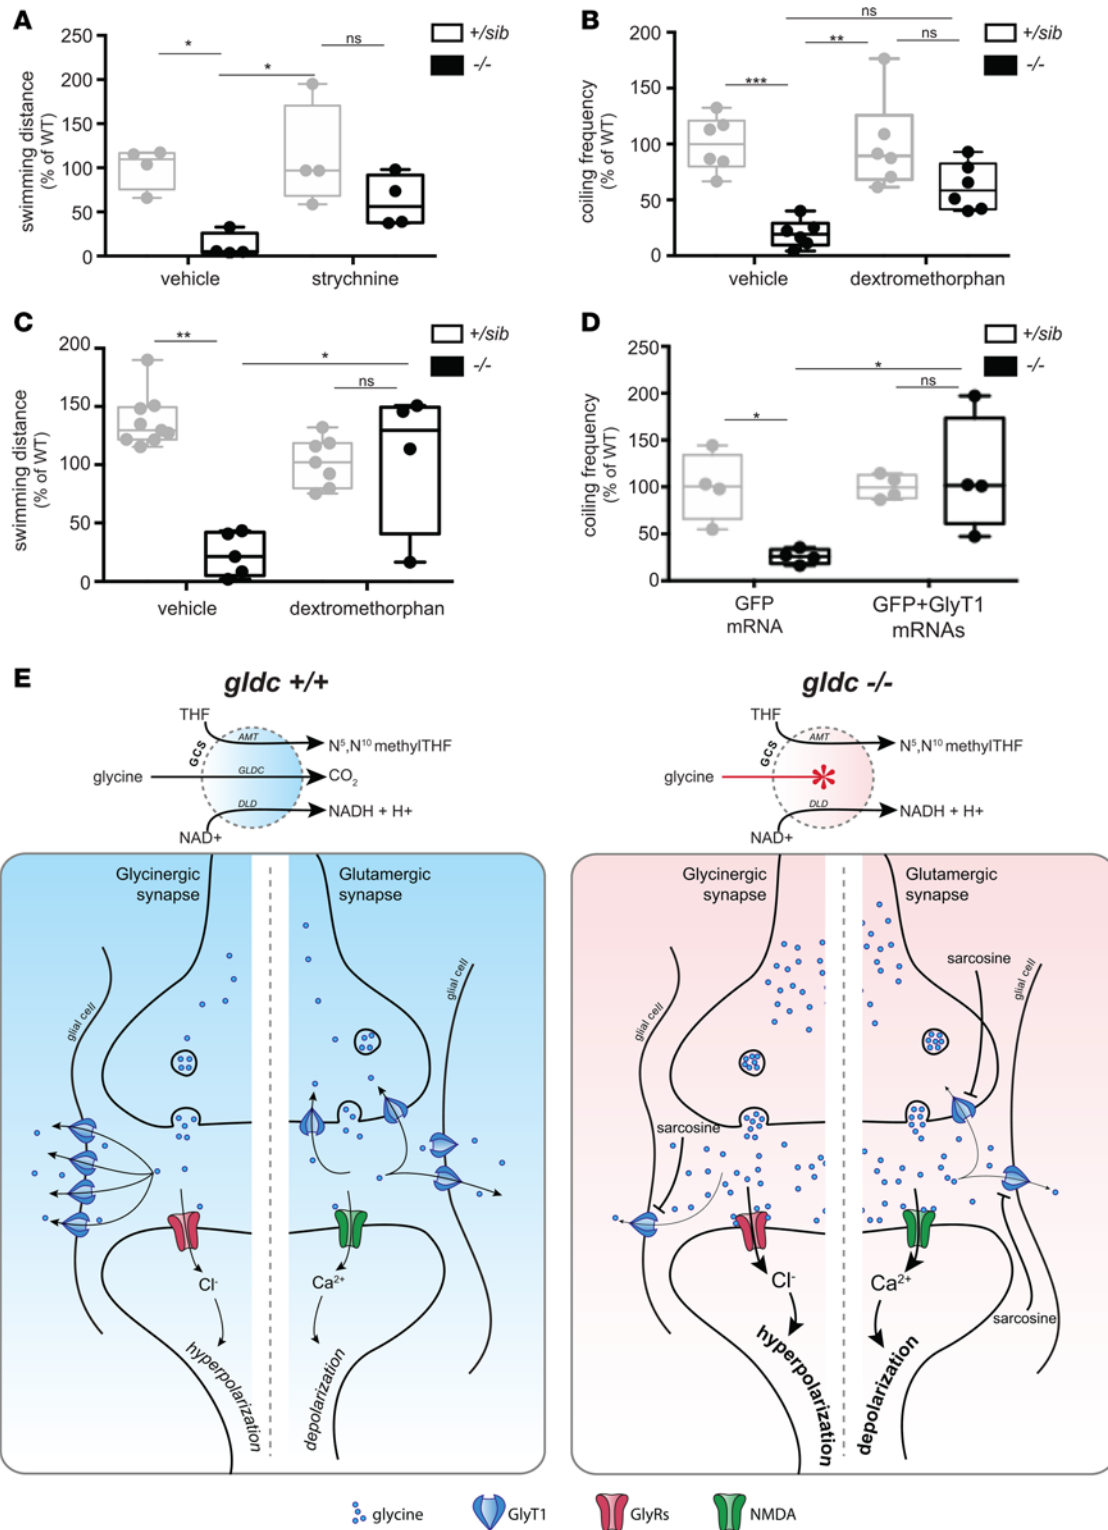 A
swimming distance
(% of WT)
250
200
150
100
50
0
*
*
ns
+/sib
-/-
vehicle
strychnine
B
coiling frequency
(% of WT)
200
150
100
50
0
ns
**
ns
***
+/sib
-/-
vehicle
dextromethorphan
C
swimming distance
(% of WT)
200
150
100
50
0
**
*
ns
+/sib
-/-
vehicle
dextromethorphan
D
coiling frequency
(% of WT)
250
200
150
100
50
0
*
*
ns
+/sib
-/-
GFP
mRNA
GFP+GlyT1
mRNAs
E
gldc +/+
THF
GCS
AMT
N⁵,N¹⁰ methylTHF
glycine
GLDC
CO₂
DLD
NADH + H+
NAD+
Glycinergic
synapse
Glutamergic
synapse
glial cell
glial cell
Cl⁻
Ca²⁺
hyperpolarization
depolarization
gldc -/-
THF
GCS
AMT
N⁵,N¹⁰ methylTHF
glycine
*
DLD
NADH + H+
NAD+
Glycinergic
synapse
Glutamergic
synapse
sarcosine
glial cell
glial cell
sarcosine
Cl⁻
Ca²⁺
sarcosine
hyperpolarization
depolarization
glycine
GlyT1
GlyRs
NMDA